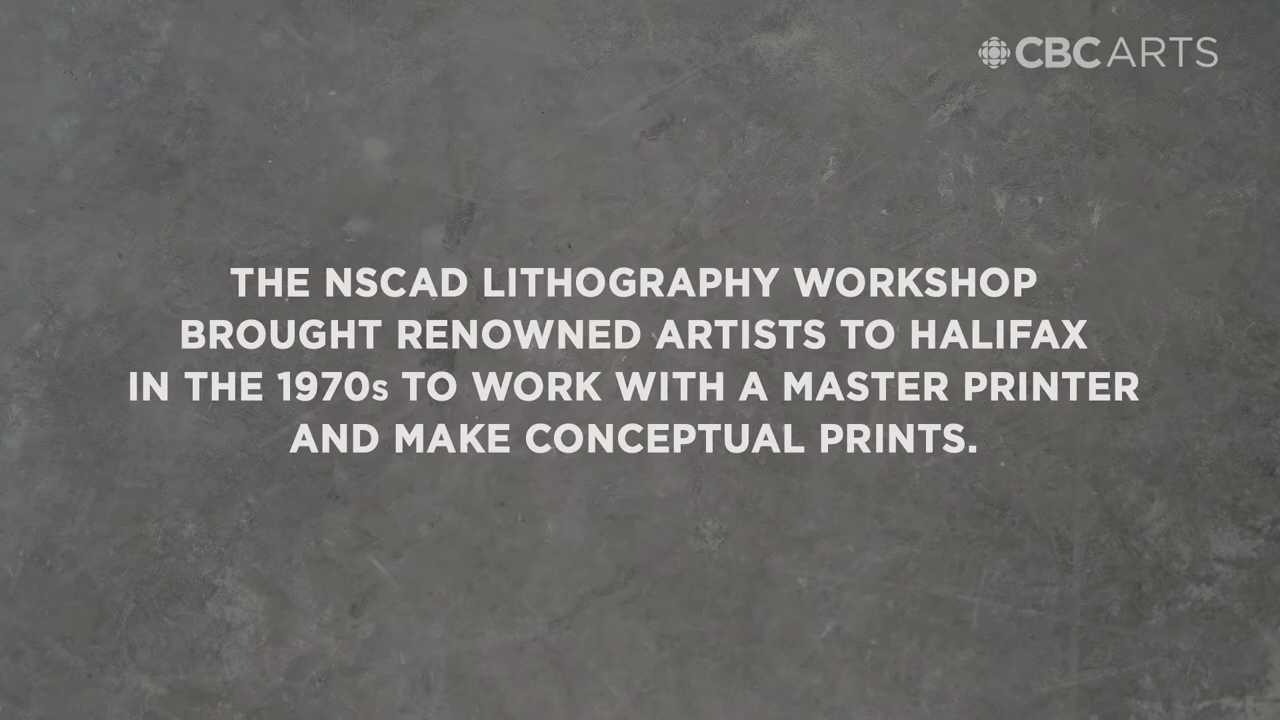 CBC ARTS
THE NSCAD LITHOGRAPHY WORKSHOP
BROUGHT RENOWNED ARTISTS TO HALIFAX
IN THE 1970s TO WORK WITH A MASTER PRINTER
AND MAKE CONCEPTUAL PRINTS.